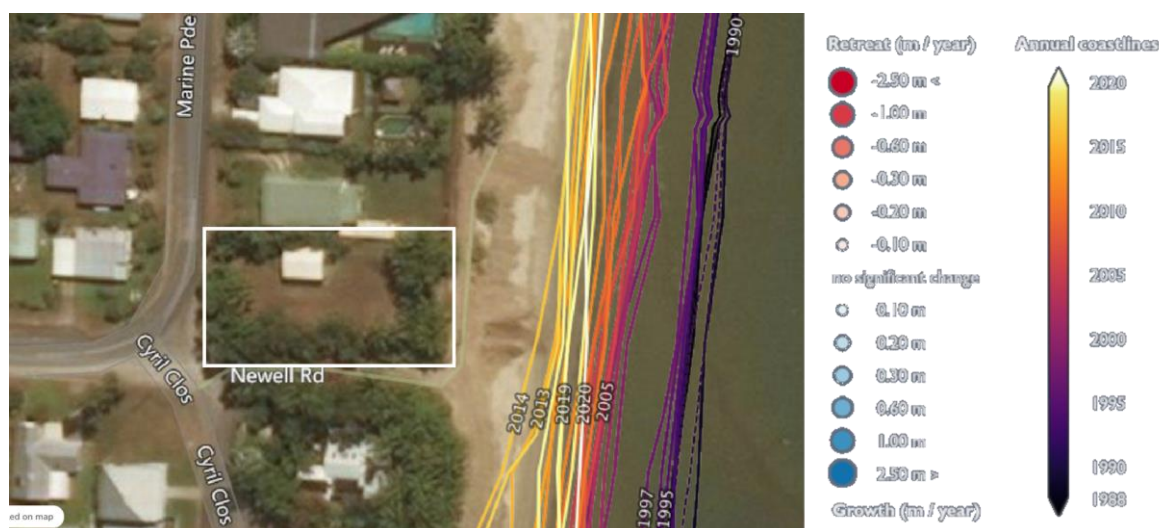 Marine Pde
1990
Cyril Clos
Newell Rd
2014
2013
2019
2020
2005
Cyril Clos
1997
1995
ed on map
Retreat (m / year)
-2.50 m <
-1.00 m
-0.60 m
-0.30 m
-0.20 m
-0.10 m
no significant change
0.10 m
0.20 m
0.30 m
0.60 m
1.00 m
2.50 m >
Growth (m / year)
Annual coastlines
2020
2015
2010
2005
2000
1995
1990
1988